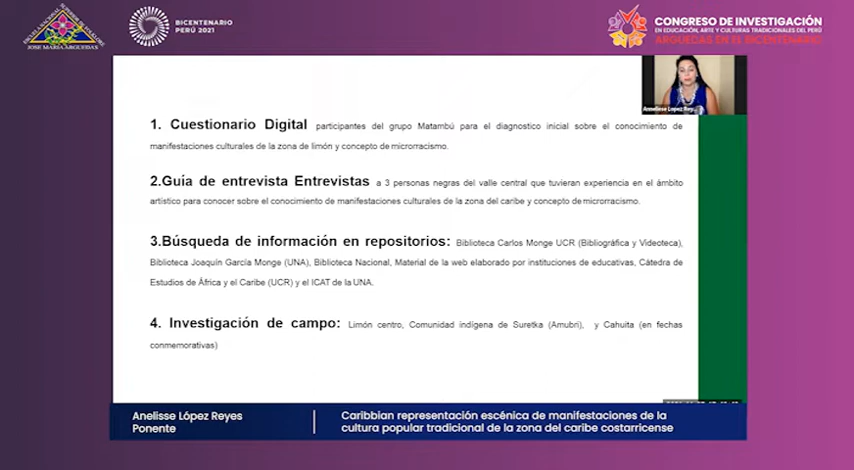 ESCUELA NACIONAL SUPERIOR DE FOLKLORE
JOSÉ MARÍA ARGUEDAS
BICENTENARIO
PERÚ 2021
CONGRESO DE INVESTIGACIÓN
EN EDUCACIÓN, ARTE Y CULTURAS TRADICIONALES DEL PERÚ
ARGUEDAS EN EL BICENTENARIO
Anneliese Lopez Rey...
1. Cuestionario Digital participantes del grupo Matambú para el diagnostico inicial sobre el conocimiento de
manifestaciones culturales de la zona de limón y concepto de microrracismo.
2.Guía de entrevista Entrevistas a 3 personas negras del valle central que tuvieran experiencia en el ámbito
artístico para conocer sobre el conocimiento de manifestaciones culturales de la zona del caribe y concepto de microrracismo.
3.Búsqueda de información en repositorios: Biblioteca Carlos Monge UCR (Bibliográfica y Videoteca),
Biblioteca Joaquín García Monge (UNA), Biblioteca Nacional, Material de la web elaborado por instituciones de educativas, Cátedra de
Estudios de África y el Caribe (UCR) y el ICAT de la UNA.
4. Investigación de campo: Limón centro, Comunidad indígena de Suretka (Amubri), y Cahuita (en fechas
conmemorativas)
Anelisse López Reyes
Ponente
Caribbian representación escénica de manifestaciones de la
cultura popular tradicional de la zona del caribe costarricense